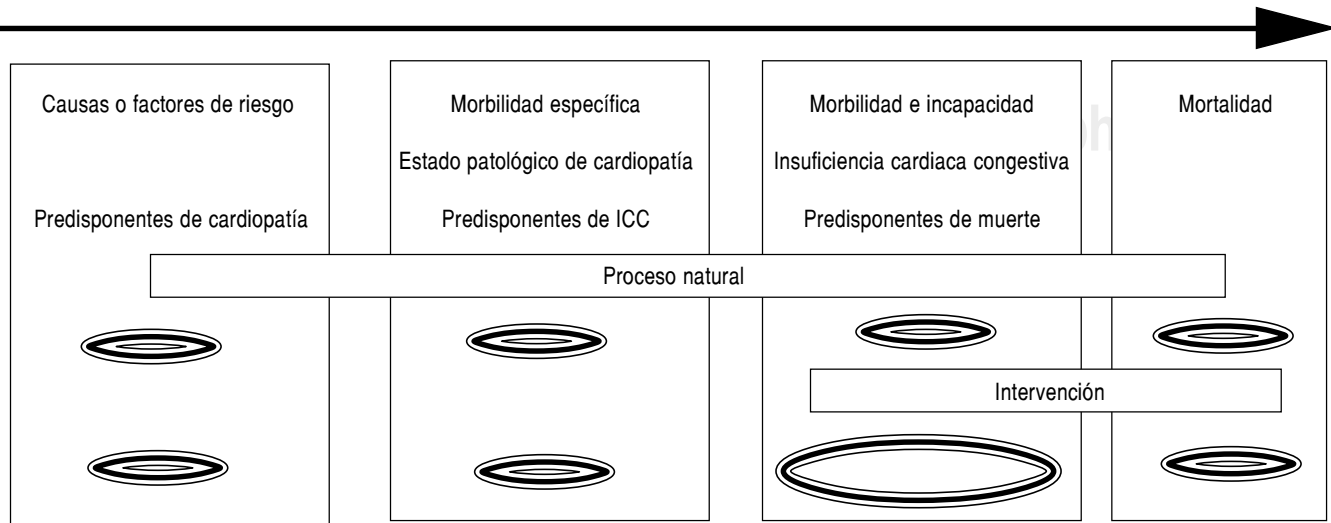 Causas o factores de riesgo
Predisponentes de cardiopatía
Morbilidad específica
Estado patológico de cardiopatía
Predisponentes de ICC
Morbilidad e incapacidad
Insuficiencia cardiaca congestiva
Predisponentes de muerte
Mortalidad
Proceso natural
Intervención